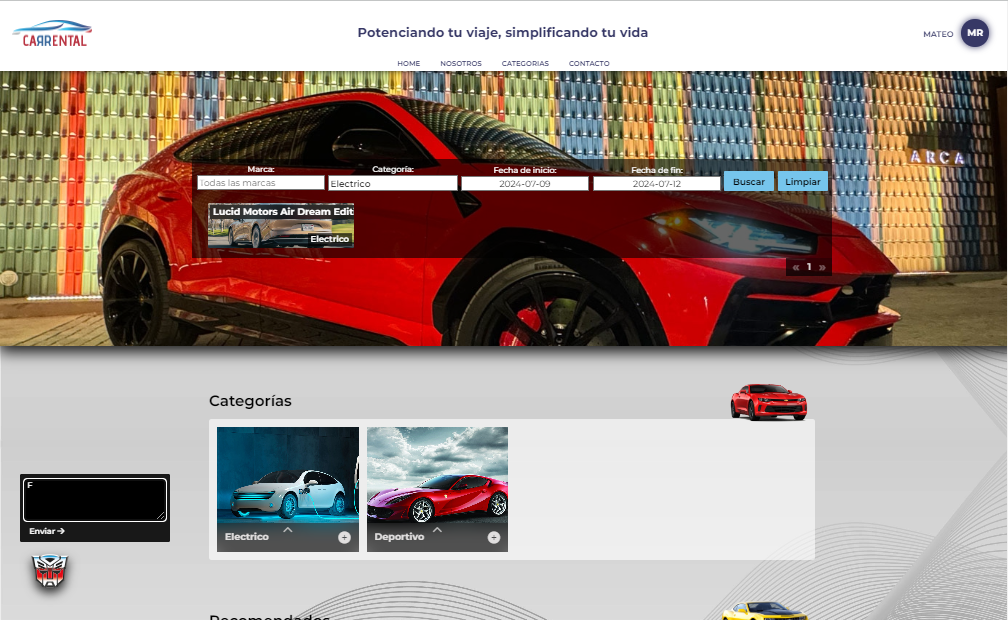 CARRENTAL
Potenciando tu viaje, simplificando tu vida
MATEO
MR
HOME
NOSOTROS
CATEGORIAS
CONTACTO
ARCA
Marca:
Categoría:
Fecha de inicio:
Fecha de fin:
Todas las marcas
Electrico
2024-07-09
2024-07-12
Buscar
Limpiar
Lucid Motors Air Dream Edit
Electrico
« 1 »
Categorías
Electrico
+
Deportivo
+
F
Enviar →
Recomendados